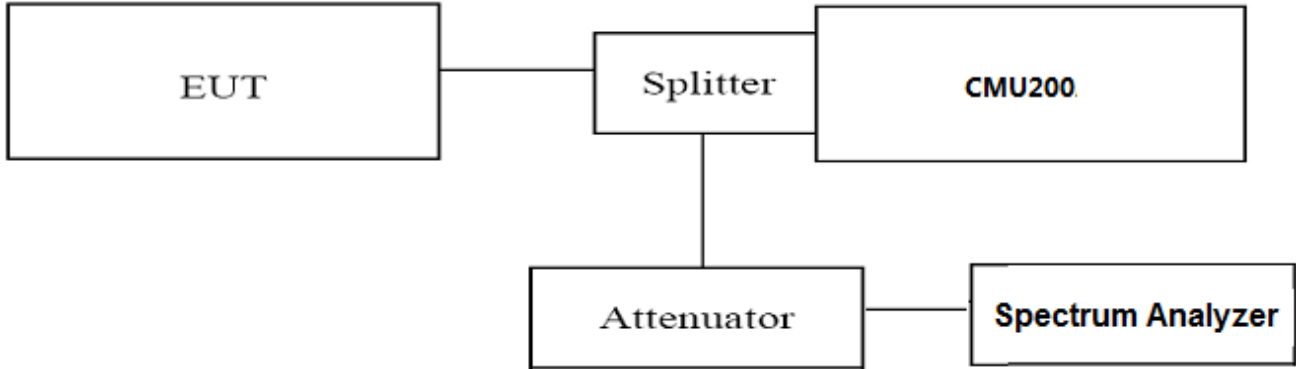 EUT
Splitter
CMU200
Attenuator
Spectrum Analyzer